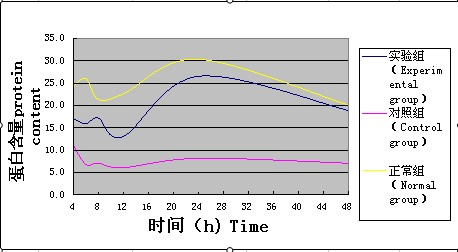 蛋白含量protein
content
35.0
30.0
25.0
20.0
15.0
10.0
5.0
0.0
4 8 12 16 20 24 28 32 36 40 44 48
时间（h）Time
实验组
（Experim
ental
group）
对照组
（Control
group）
正常组
（Normal
group）